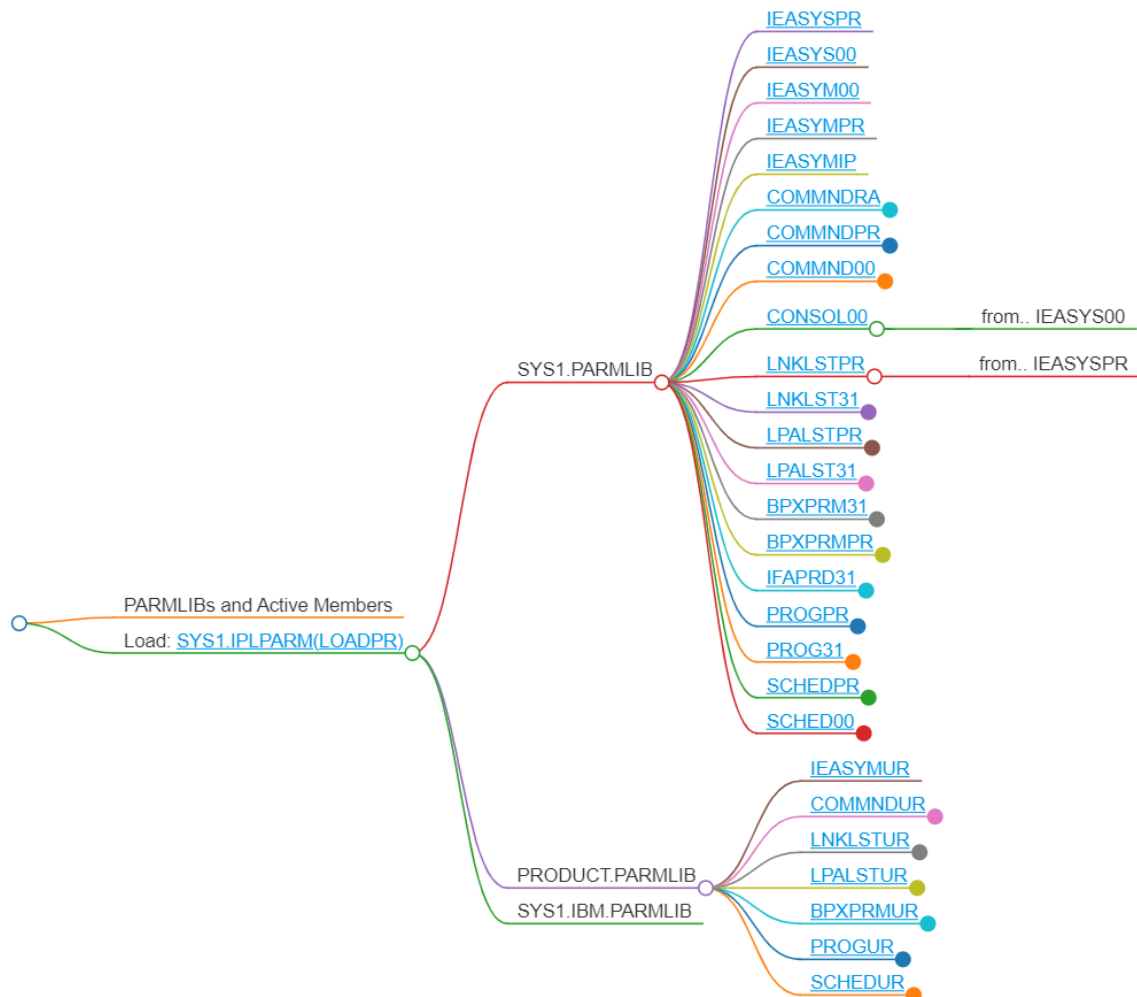 IEASYSPR
IEASYS00
IEASYM00
IEASYMPR
IEASYMIP
COMMNDRA
COMMNDPR
COMMND00
CONSOL00 from.. IEASYS00
SYS1.PARMLIB
LNKLSTPR from.. IEASYSPR
LNKLST31
LPALSTPR
LPALST31
BPXPRM31
BPXPRMPR
IFAPRD31
PARMLIBs and Active Members
PROGPR
Load: SYS1.IPLPARM(LOADPR)
PROG31
SCHEDPR
SCHED00
IEASYMUR
COMMNDUR
LNKLSTUR
PRODUCT.PARMLIB
LPALSTUR
SYS1.IBM.PARMLIB
BPXPRMUR
PROGUR
SCHEDUR